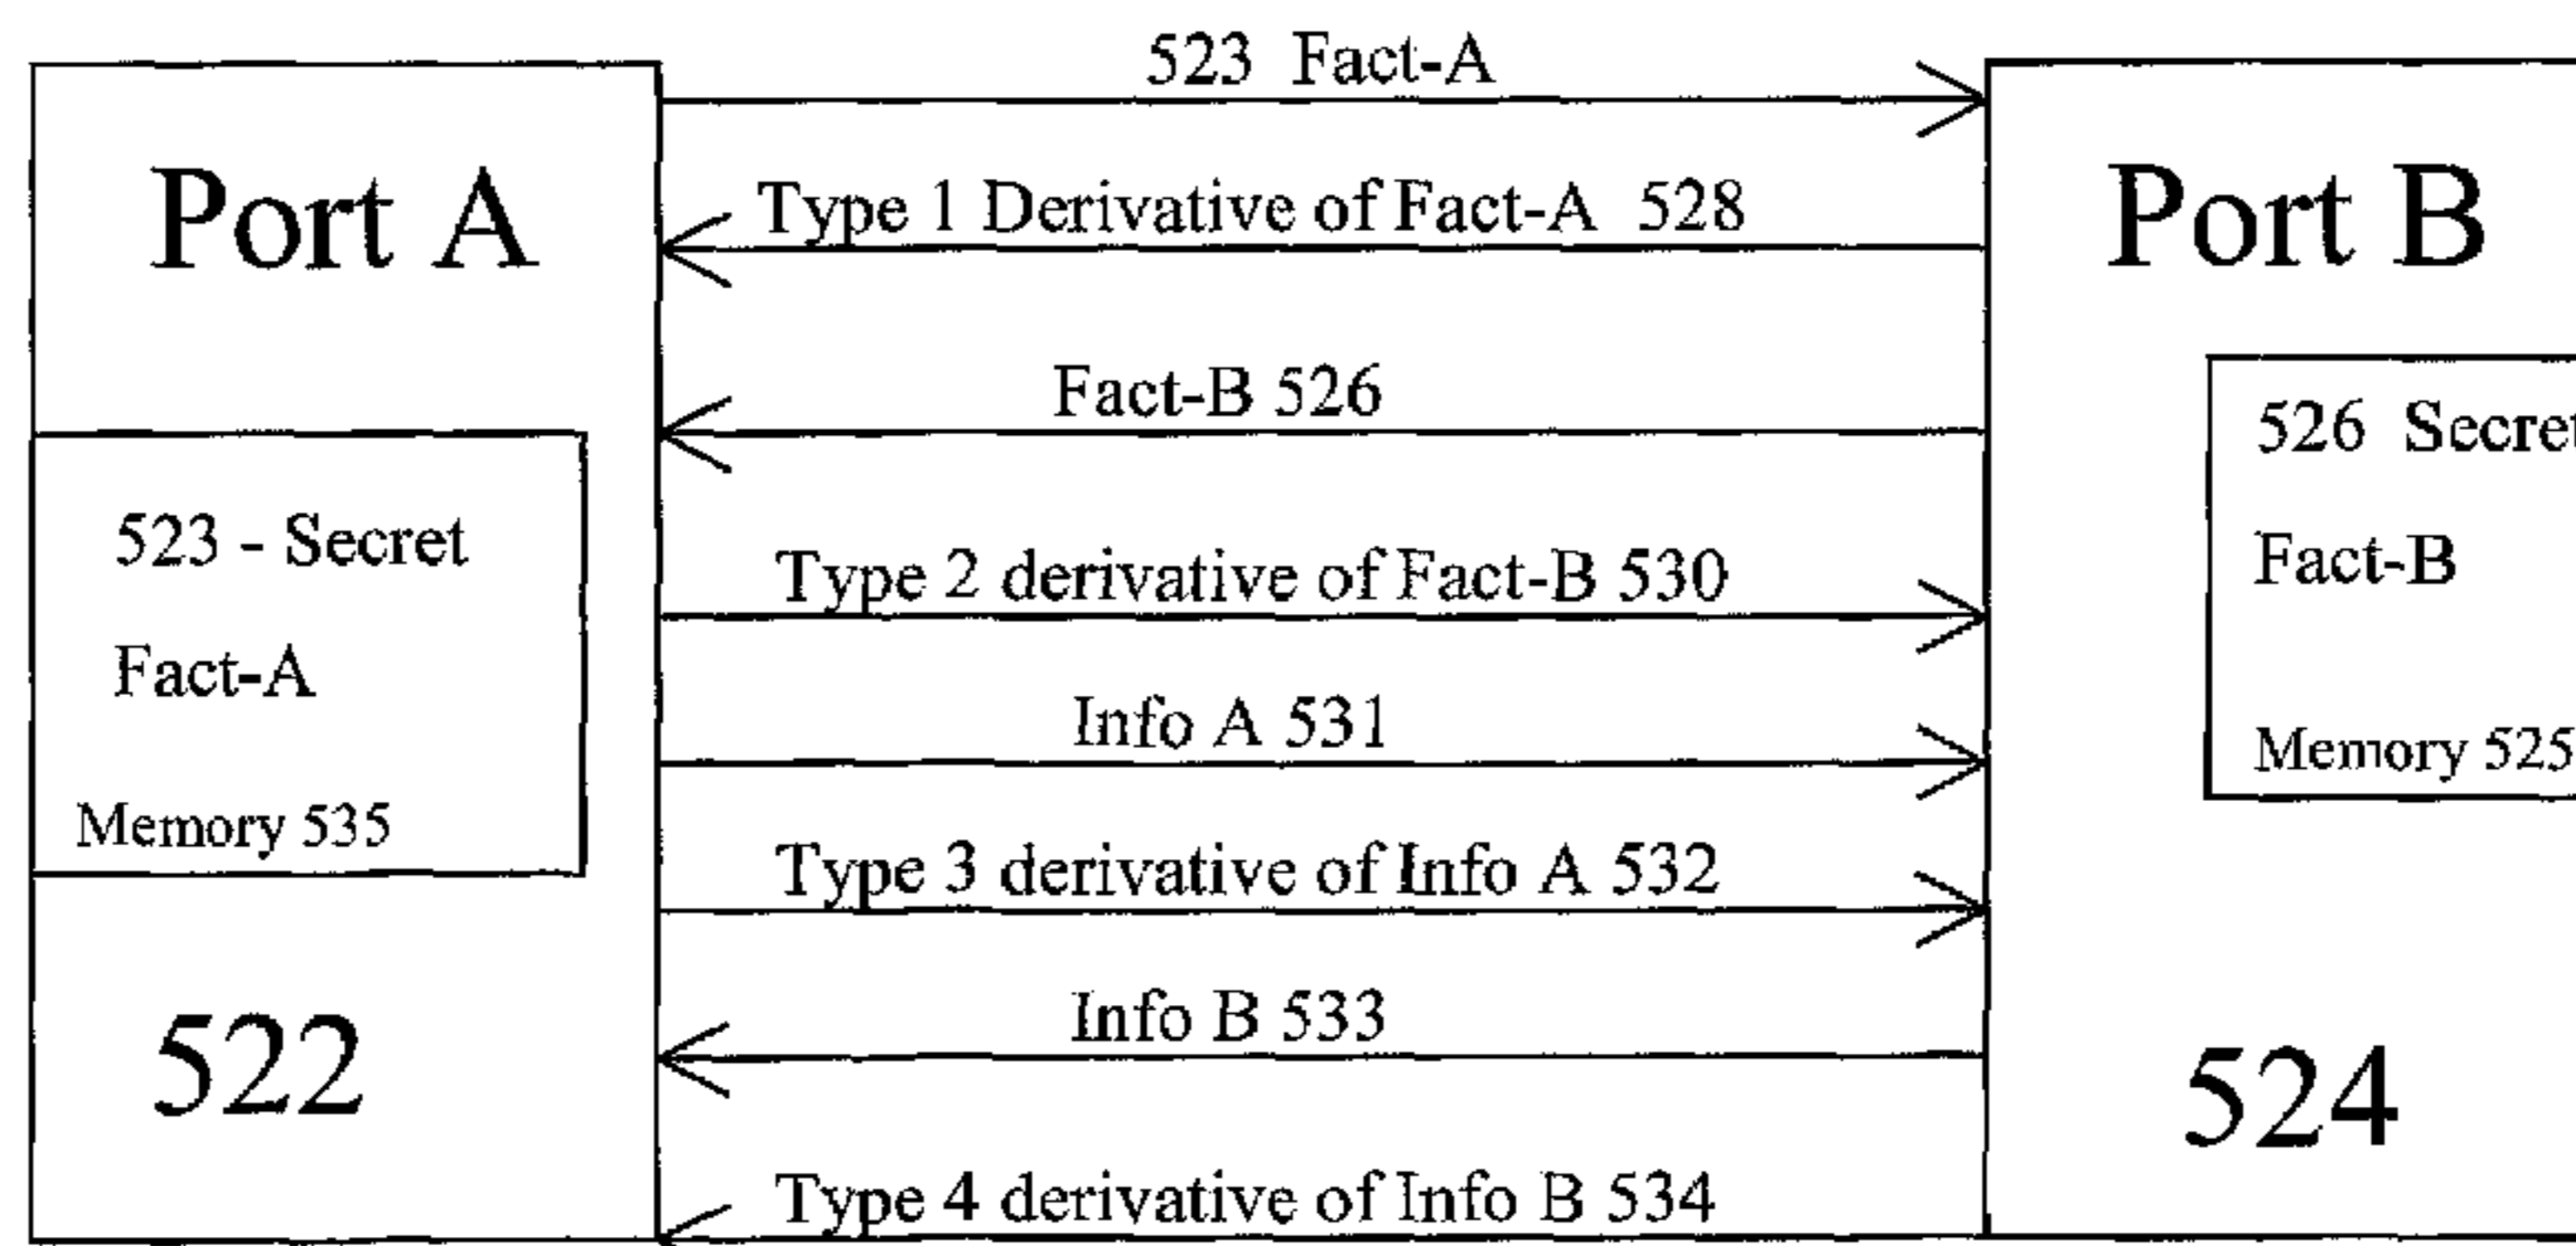 523 Fact-A
Port A
Type 1 Derivative of Fact-A 528
Port B
Fact-B 526
526 Secret
Fact-B
Memory 525
523 - Secret
Fact-A
Memory 535
Type 2 derivative of Fact-B 530
Info A 531
Type 3 derivative of Info A 532
Info B 533
522
524
Type 4 derivative of Info B 534